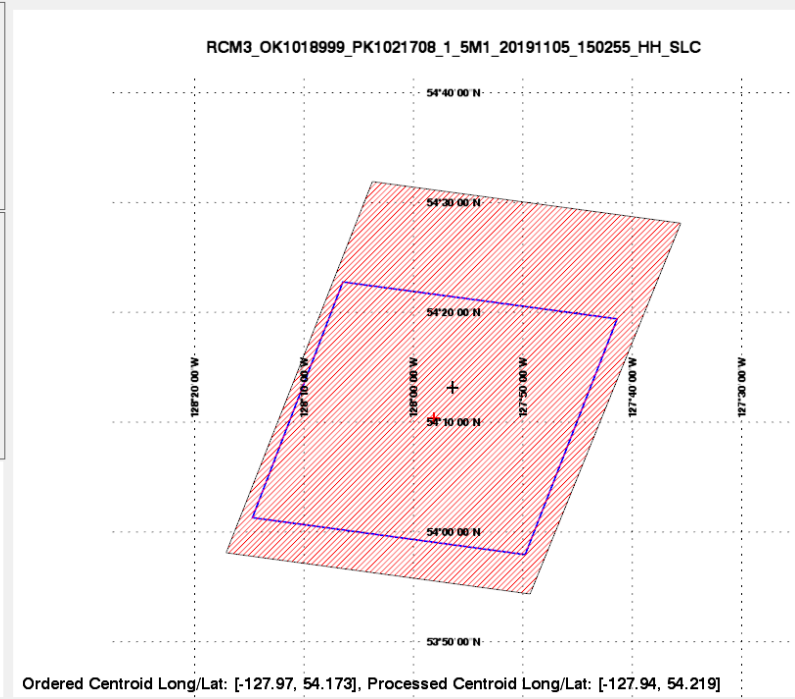 RCM3_OK1018999_PK1021708_1_5M1_20191105_150255_HH_SLC
54°40'00"N
54°30'00"N
54°20'00"N
128°20'00"W
128°10'00"W
128°00'00"W
127°50'00"W
127°40'00"W
127°30'00"W
54°10'00"N
54°00'00"N
53°50'00"N
Ordered Centroid Long/Lat: [-127.97, 54.173], Processed Centroid Long/Lat: [-127.94, 54.219]